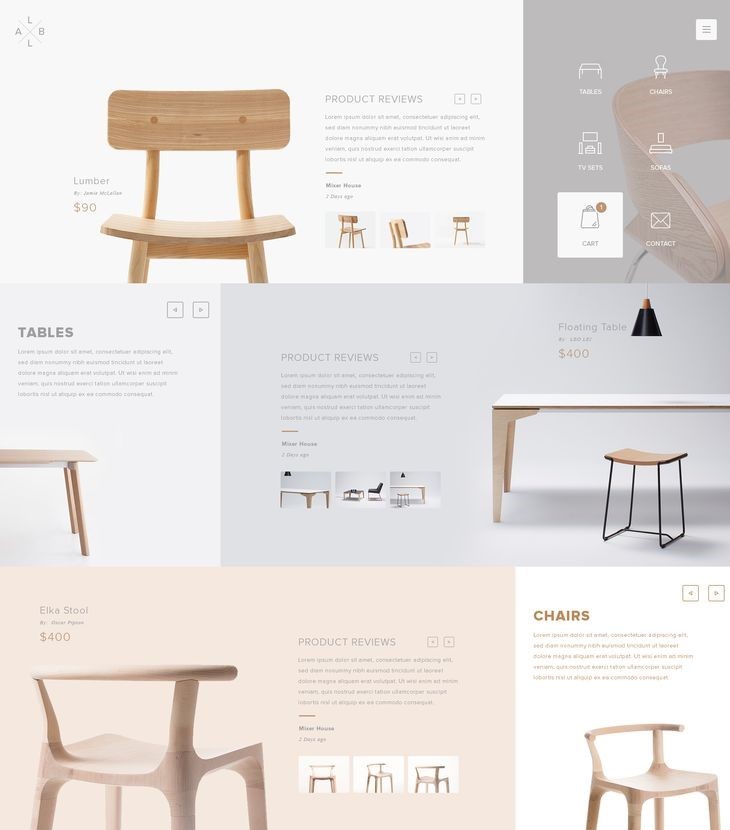 L
A B
L
Lumber
By: Jamie McLellan
$90
PRODUCT REVIEWS
Lorem ipsum dolor sit amet, consectetuer adipiscing elit,
sed diam nonummy nibh euismod tincidunt ut laoreet dolore
magna aliquam erat volutpat. Ut wisi enim ad minim
veniam, quis nostrud exerci tation ullamcorper suscipit
lobortis nisl ut aliquip ex ea commodo consequat.
Mixer House
2 Days ago
TABLES
CHAIRS
TV SETS
SOFAS
1
CART
CONTACT
TABLES
Lorem ipsum dolor sit amet, consectetuer adipiscing elit,
sed diam nonummy nibh euismod tincidunt ut laoreet
dolore magna aliquam erat volutpat. Ut wisi enim ad minim
veniam, quis nostrud exerci tation ullamcorper suscipit
lobortis nisl ut aliquip ex ea commodo consequat.
PRODUCT REVIEWS
Lorem ipsum dolor sit amet, consectetuer adipiscing elit,
sed diam nonummy nibh euismod tincidunt ut laoreet
dolore magna aliquam erat volutpat. Ut wisi enim ad minim
veniam, quis nostrud exerci tation ullamcorper suscipit
lobortis nisl ut aliquip ex ea commodo consequat.
Mixer House
2 Days ago
Floating Table
By: LEO LEI
$400
Elka Stool
By: Oscar Pipson
$400
PRODUCT REVIEWS
Lorem ipsum dolor sit amet, consectetuer adipiscing elit,
sed diam nonummy nibh euismod tincidunt ut laoreet
dolore magna aliquam erat volutpat. Ut wisi enim ad minim
veniam, quis nostrud exerci tation ullamcorper suscipit
lobortis nisl ut aliquip ex ea commodo consequat.
Mixer House
2 Days ago
CHAIRS
Lorem ipsum dolor sit amet, consectetuer adipiscing elit,
sed diam nonummy nibh euismod tincidunt ut laoreet
dolore magna aliquam erat volutpat. Ut wisi enim ad minim
veniam, quis nostrud exerci tation ullamcorper suscipit
lobortis nisl ut aliquip ex ea commodo consequat.